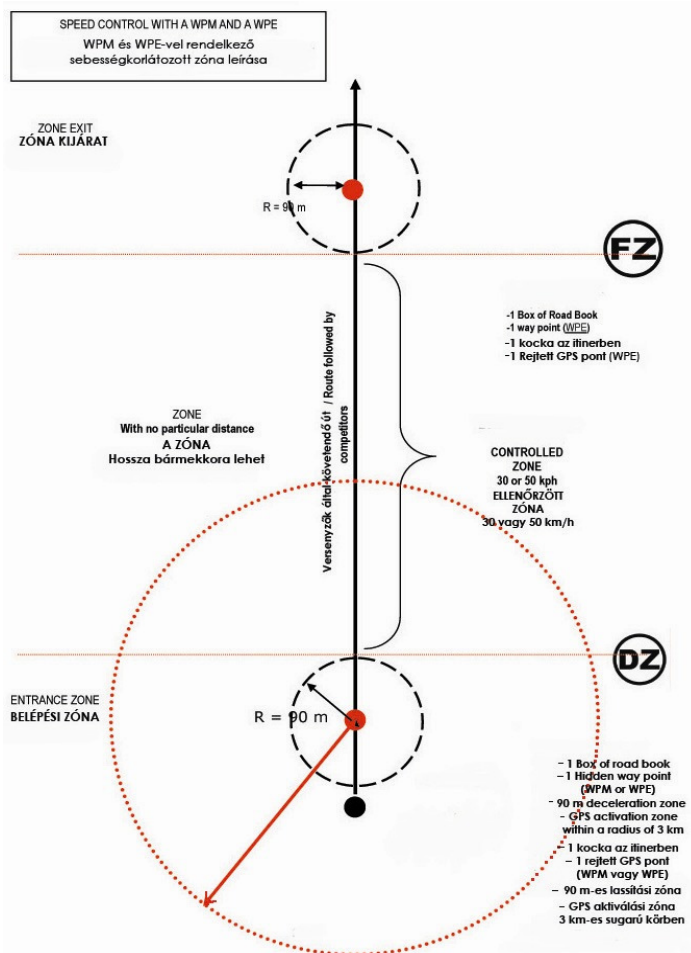 SPEED CONTROL WITH A WPM AND A WPE
WPM és WPE-vel rendelkező
sebességkorlátozott zóna leírása
ZONE EXIT
ZÓNA KIJÁRAT
R = 90 m
FZ
-1 Box of Road Book
-1 way point (WPE)
-1 kocka az itinerben
-1 Rejtett GPS pont (WPE)
ZONE
With no particular distance
A ZÓNA
Hossza bármekkora lehet
Versenyzők által követendő út / Route followed by
competitors
CONTROLLED
ZONE
30 or 50 kph
ELLENŐRZÖTT
ZÓNA
30 vagy 50 km/h
DZ
ENTRANCE ZONE
BELÉPÉSI ZÓNA
R = 90 m
- 1 Box of road book
- 1 Hidden way point
(WPM or WPE)
- 90 m deceleration zone
- GPS activation zone
within a radius of 3 km
- 1 kocka az itinerben
- 1 rejtett GPS pont
(WPM vagy WPE)
- 90 m-es lassítási zóna
- GPS aktiválási zóna
3 km-es sugarú körben